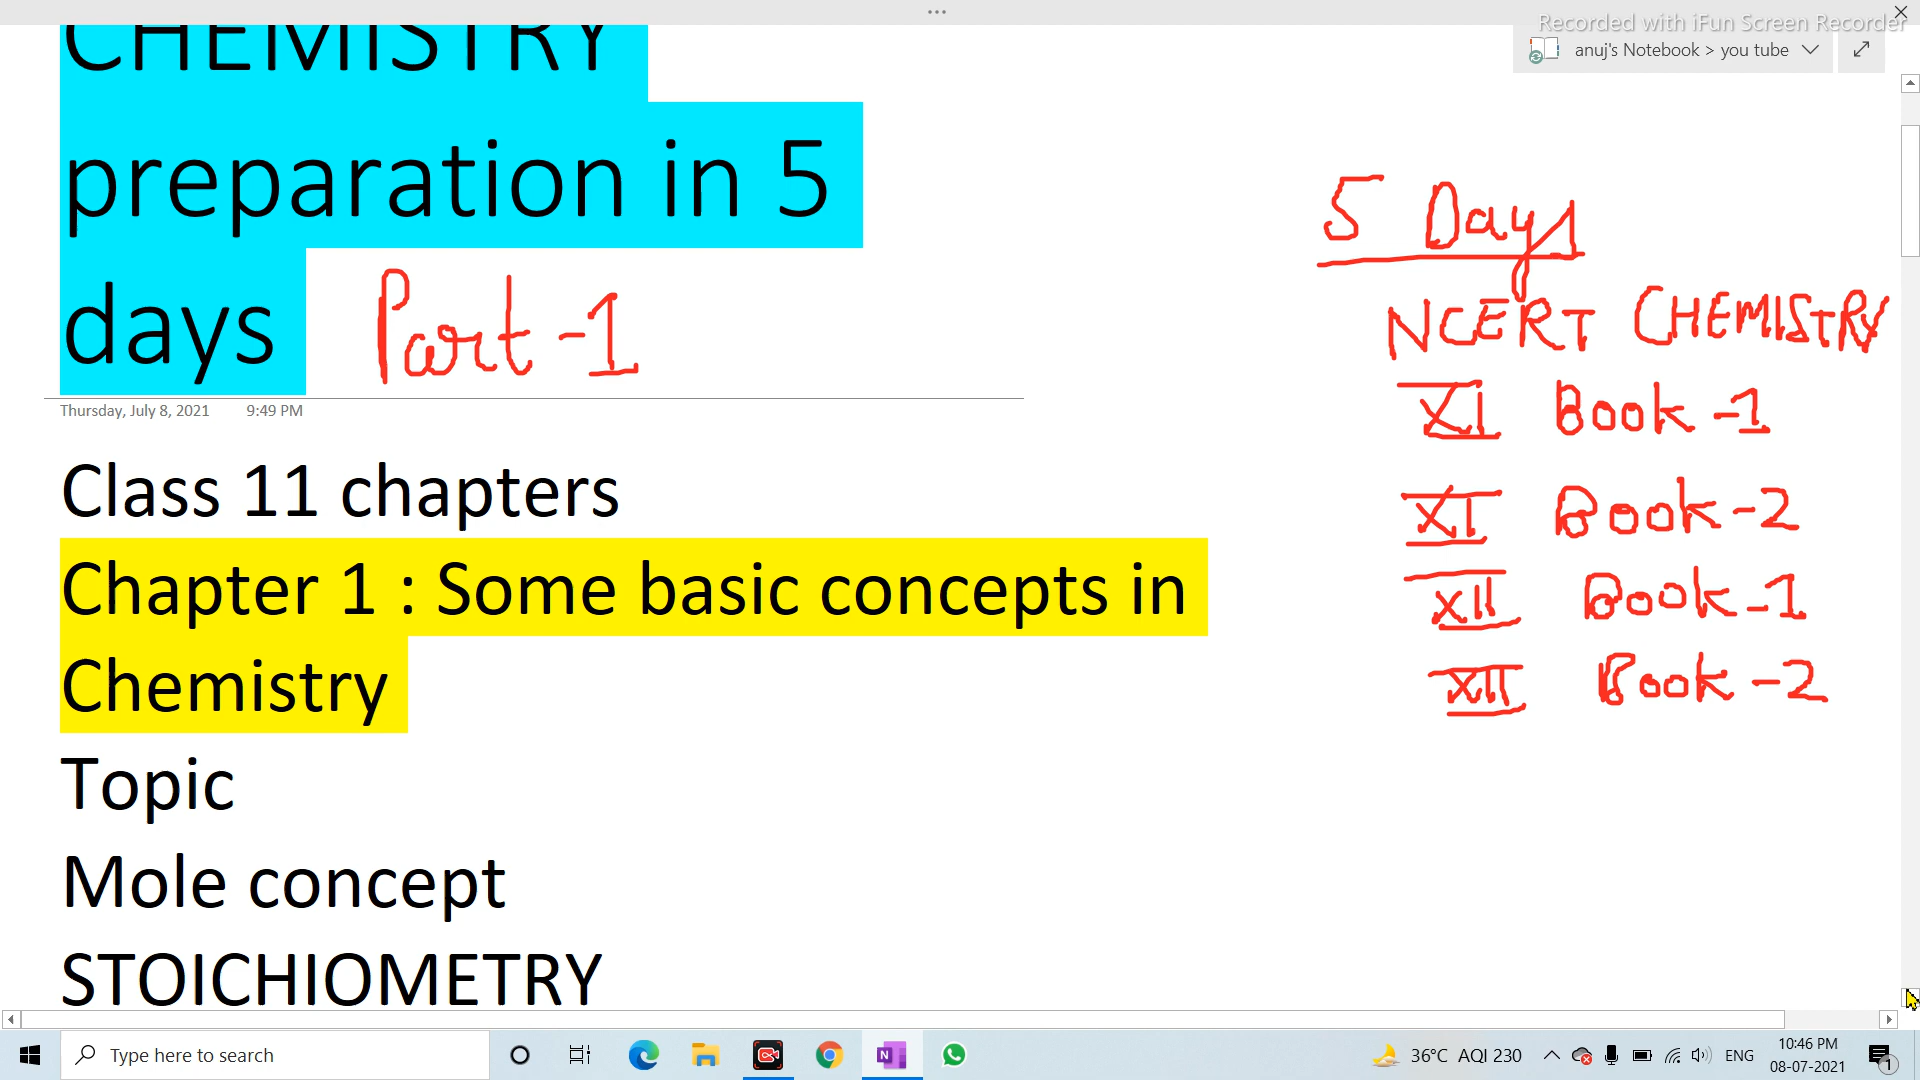 Recorded with iFun Screen Recorder
anuj's Notebook > you tube
CHEMISTRY
preparation in 5
days
Part-1
Thursday, July 8, 2021 9:49 PM
Class 11 chapters
Chapter 1 : Some basic concepts in
Chemistry
Topic
Mole concept
STOICHIOMETRY
5 Days
NCERT CHEMISTRY
XI Book-1
XI Book-2
XII Book-1
XII Book-2
Type here to search
36°C AQI 230
ENG
10:46 PM
08-07-2021
1